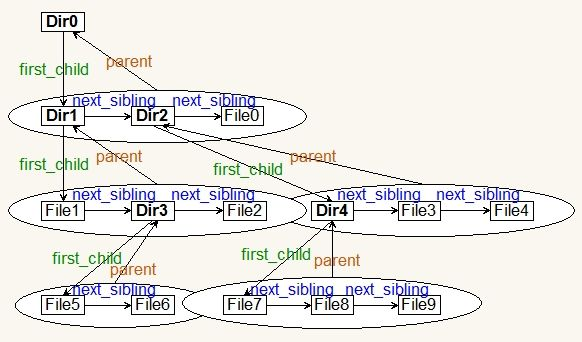 Dir0
first_child parent
next_sibling next_sibling
Dir1 Dir2 File0
first_child parent first_child parent
next_sibling next_sibling next_sibling next_sibling
File1 Dir3 File2 Dir4 File3 File4
first_child parent first_child parent
next_sibling next_sibling next_sibling
File5 File6 File7 File8 File9